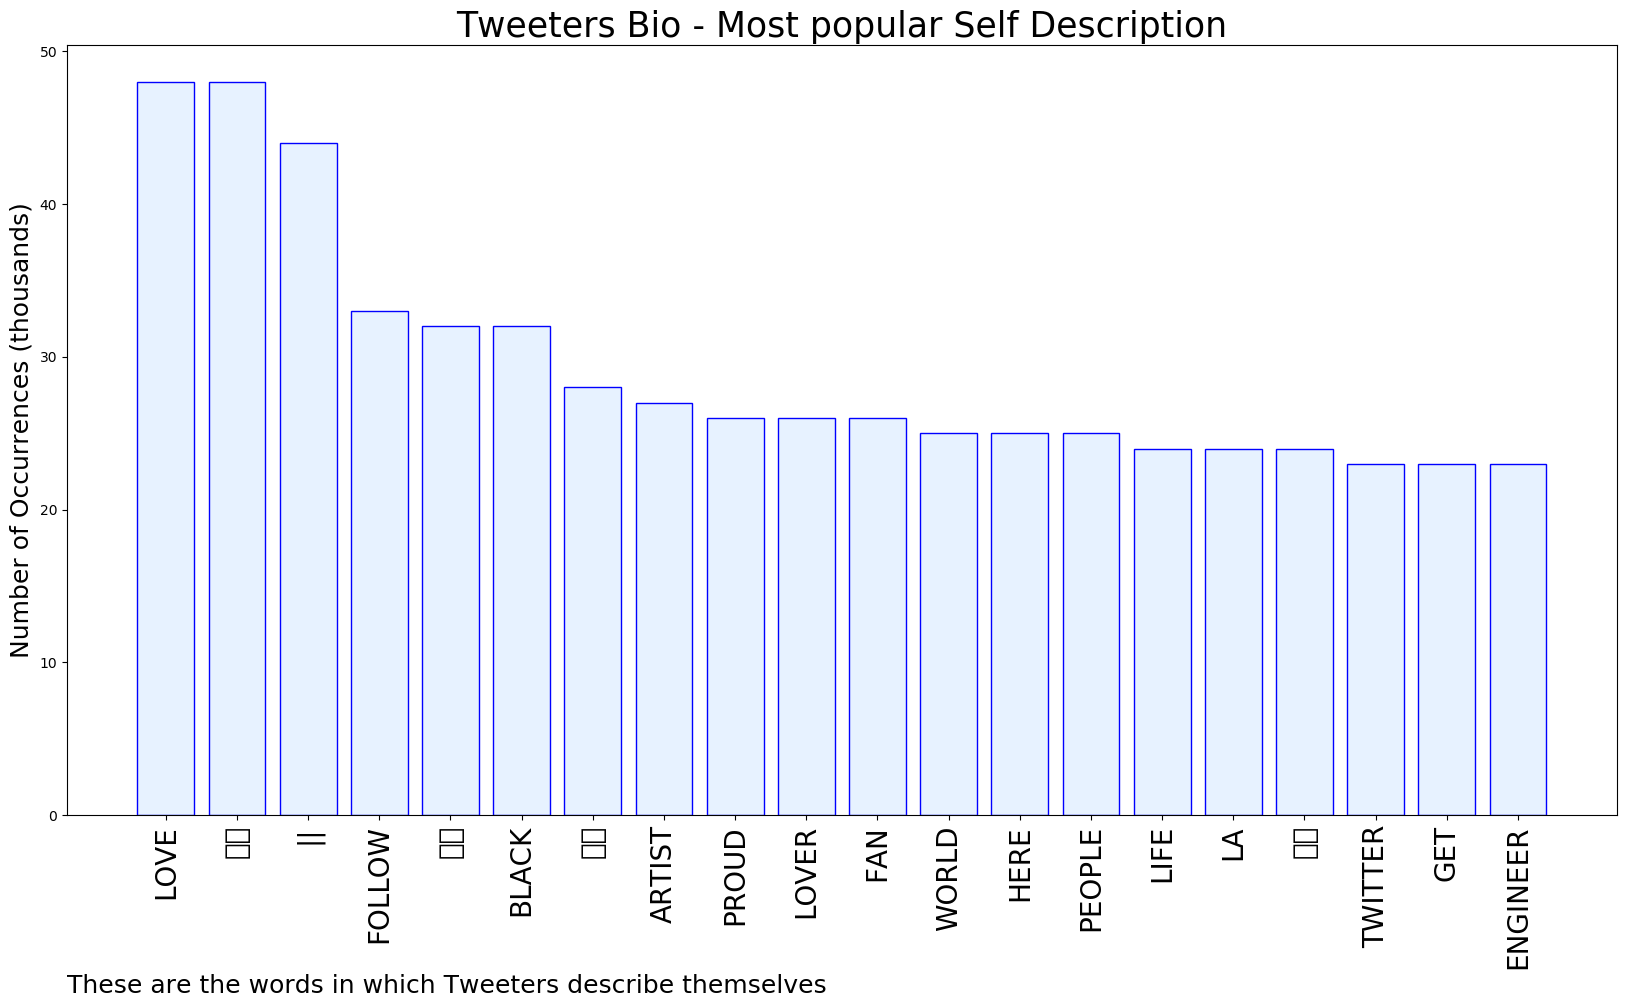 Tweeters Bio - Most popular Self Description
Number of Occurrences (thousands)
50
40
30
20
10
0
LOVE
||
FOLLOW
BLACK
ARTIST
PROUD
LOVER
FAN
WORLD
HERE
PEOPLE
LIFE
LA
TWITTER
GET
ENGINEER
These are the words in which Tweeters describe themselves